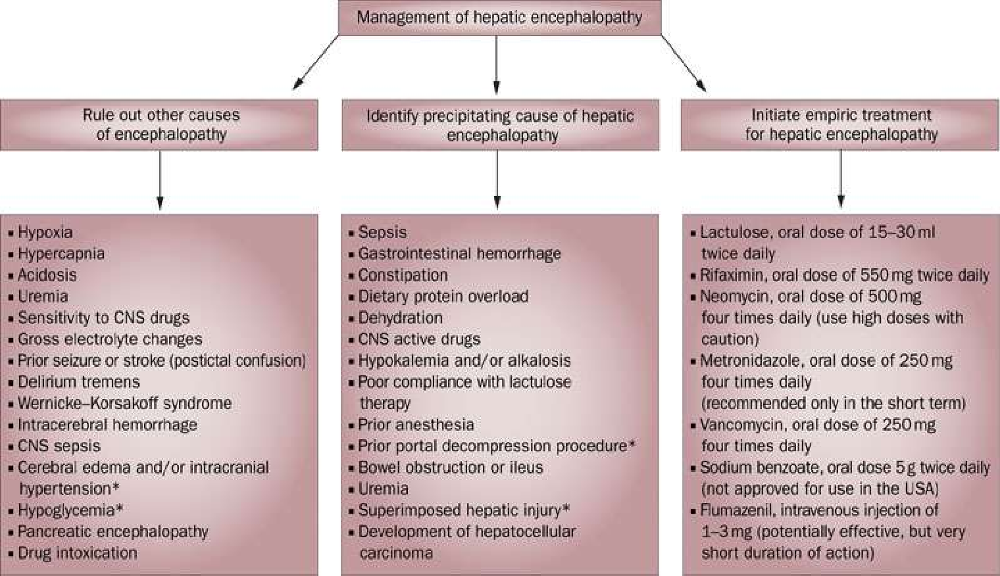 Management of hepatic encephalopathy
Rule out other causes
of encephalopathy
Identify precipitating cause of hepatic
encephalopathy
Initiate empiric treatment
for hepatic encephalopathy
▪ Hypoxia
▪ Hypercapnia
▪ Acidosis
▪ Uremia
▪ Sensitivity to CNS drugs
▪ Gross electrolyte changes
▪ Prior seizure or stroke (postictal confusion)
▪ Delirium tremens
▪ Wernicke–Korsakoff syndrome
▪ Intracerebral hemorrhage
▪ CNS sepsis
▪ Cerebral edema and/or intracranial
hypertension*
▪ Hypoglycemia*
▪ Pancreatic encephalopathy
▪ Drug intoxication
▪ Sepsis
▪ Gastrointestinal hemorrhage
▪ Constipation
▪ Dietary protein overload
▪ Dehydration
▪ CNS active drugs
▪ Hypokalemia and/or alkalosis
▪ Poor compliance with lactulose
therapy
▪ Prior anesthesia
▪ Prior portal decompression procedure*
▪ Bowel obstruction or ileus
▪ Uremia
▪ Superimposed hepatic injury*
▪ Development of hepatocellular
carcinoma
▪ Lactulose, oral dose of 15–30 ml
twice daily
▪ Rifaximin, oral dose of 550 mg twice daily
▪ Neomycin, oral dose of 500 mg
four times daily (use high doses with
caution)
▪ Metronidazole, oral dose of 250 mg
four times daily
(recommended only in the short term)
▪ Vancomycin, oral dose of 250 mg
four times daily
▪ Sodium benzoate, oral dose 5 g twice daily
(not approved for use in the USA)
▪ Flumazenil, intravenous injection of
1–3 mg (potentially effective, but very
short duration of action)